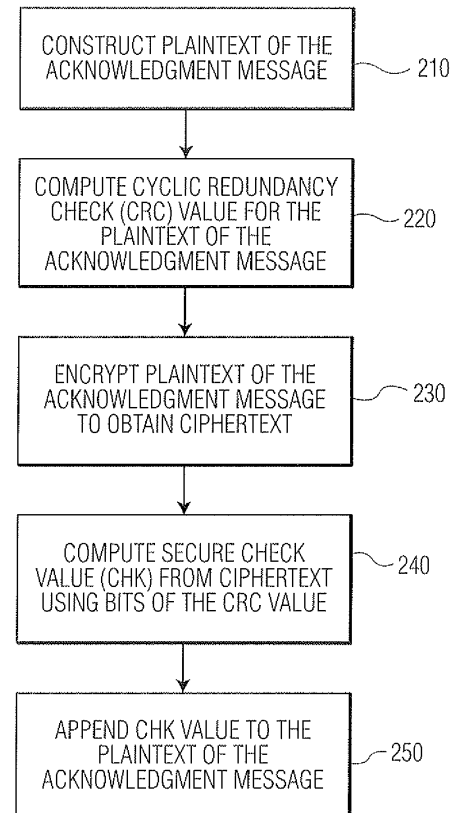 CONSTRUCT PLAINTEXT OF THE
ACKNOWLEDGMENT MESSAGE
210
COMPUTE CYCLIC REDUNDANCY
CHECK (CRC) VALUE FOR THE
PLAINTEXT OF THE
ACKNOWLEDGMENT MESSAGE
220
ENCRYPT PLAINTEXT OF THE
ACKNOWLEDGMENT MESSAGE
TO OBTAIN CIPHERTEXT
230
COMPUTE SECURE CHECK
VALUE (CHK) FROM CIPHERTEXT
USING BITS OF THE CRC VALUE
240
APPEND CHK VALUE TO THE
PLAINTEXT OF THE
ACKNOWLEDGMENT MESSAGE
250